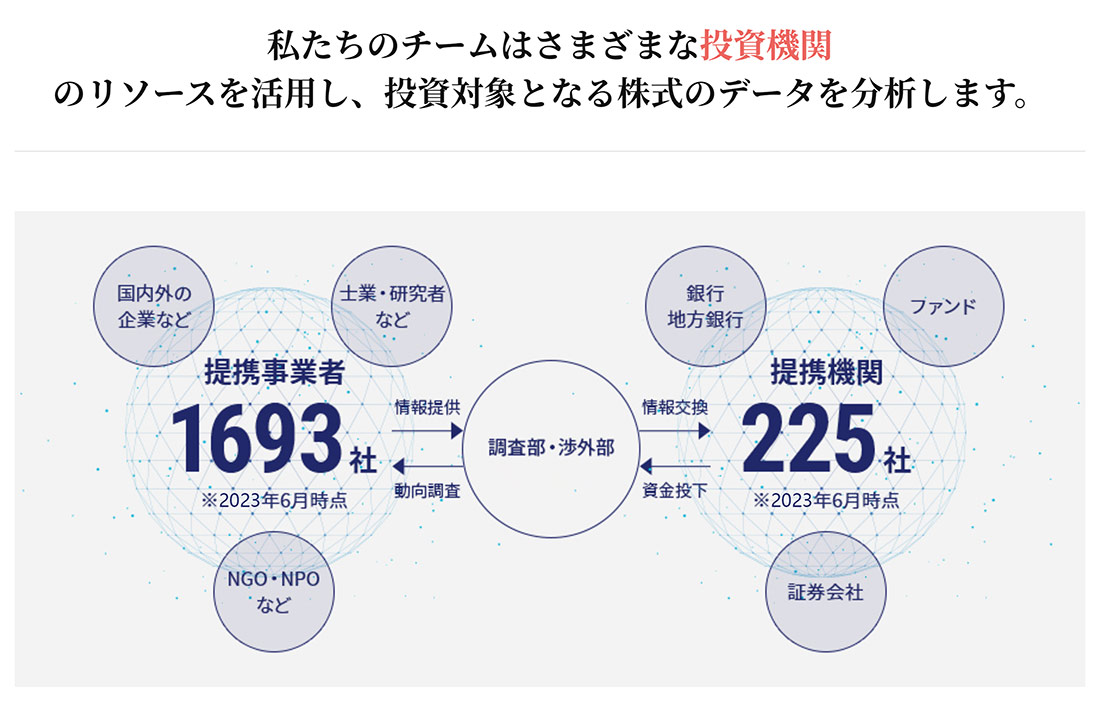 私たちのチームはさまざまな投資機関
のリソースを活用し、投資対象となる株式のデータを分析します。
国内外の
企業など
士業・研究者
など
銀行
地方銀行
ファンド
提携事業者
1693社
※2023年6月時点
情報提供
動向調査
調査部・渉外部
情報交換
資金投下
提携機関
225社
※2023年6月時点
NGO・NPO
など
証券会社